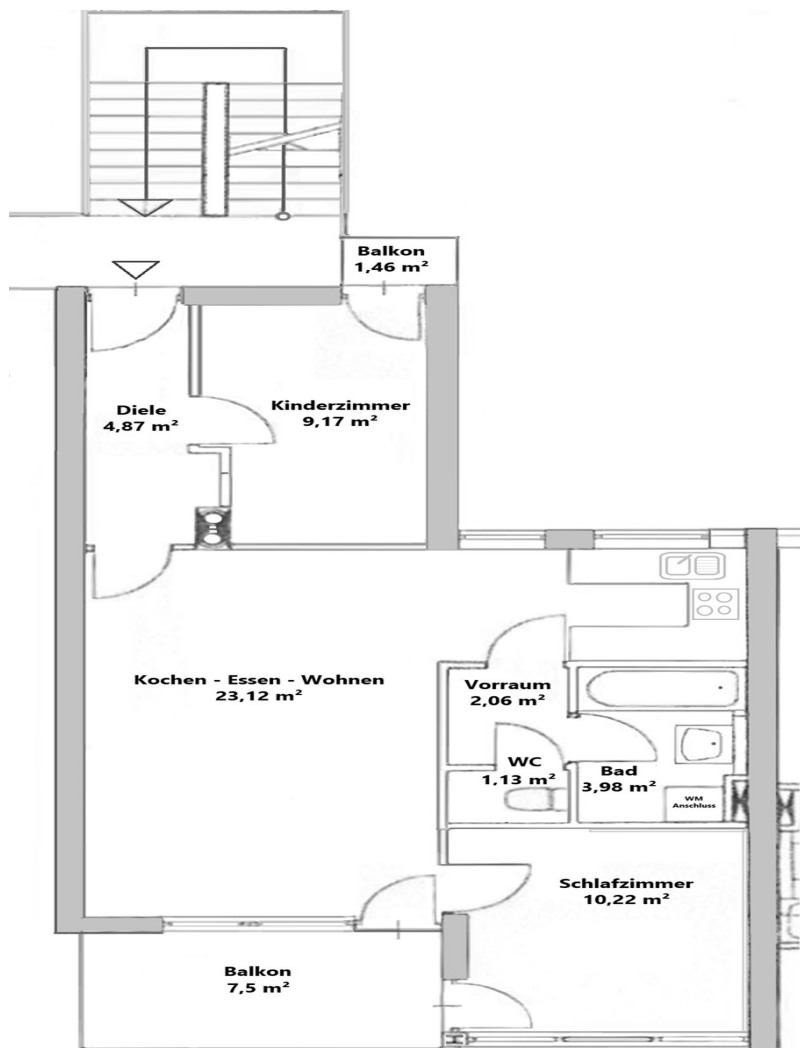 Balkon
1,46 m²
Kinderzimmer
9,17 m²
Diele
4,87 m²
Kochen - Essen - Wohnen
23,12 m²
Vorraum
2,06 m²
WC
1,13 m²
Bad
3,98 m²
WM
Anschluss
Schlafzimmer
10,22 m²
Balkon
7,5 m²